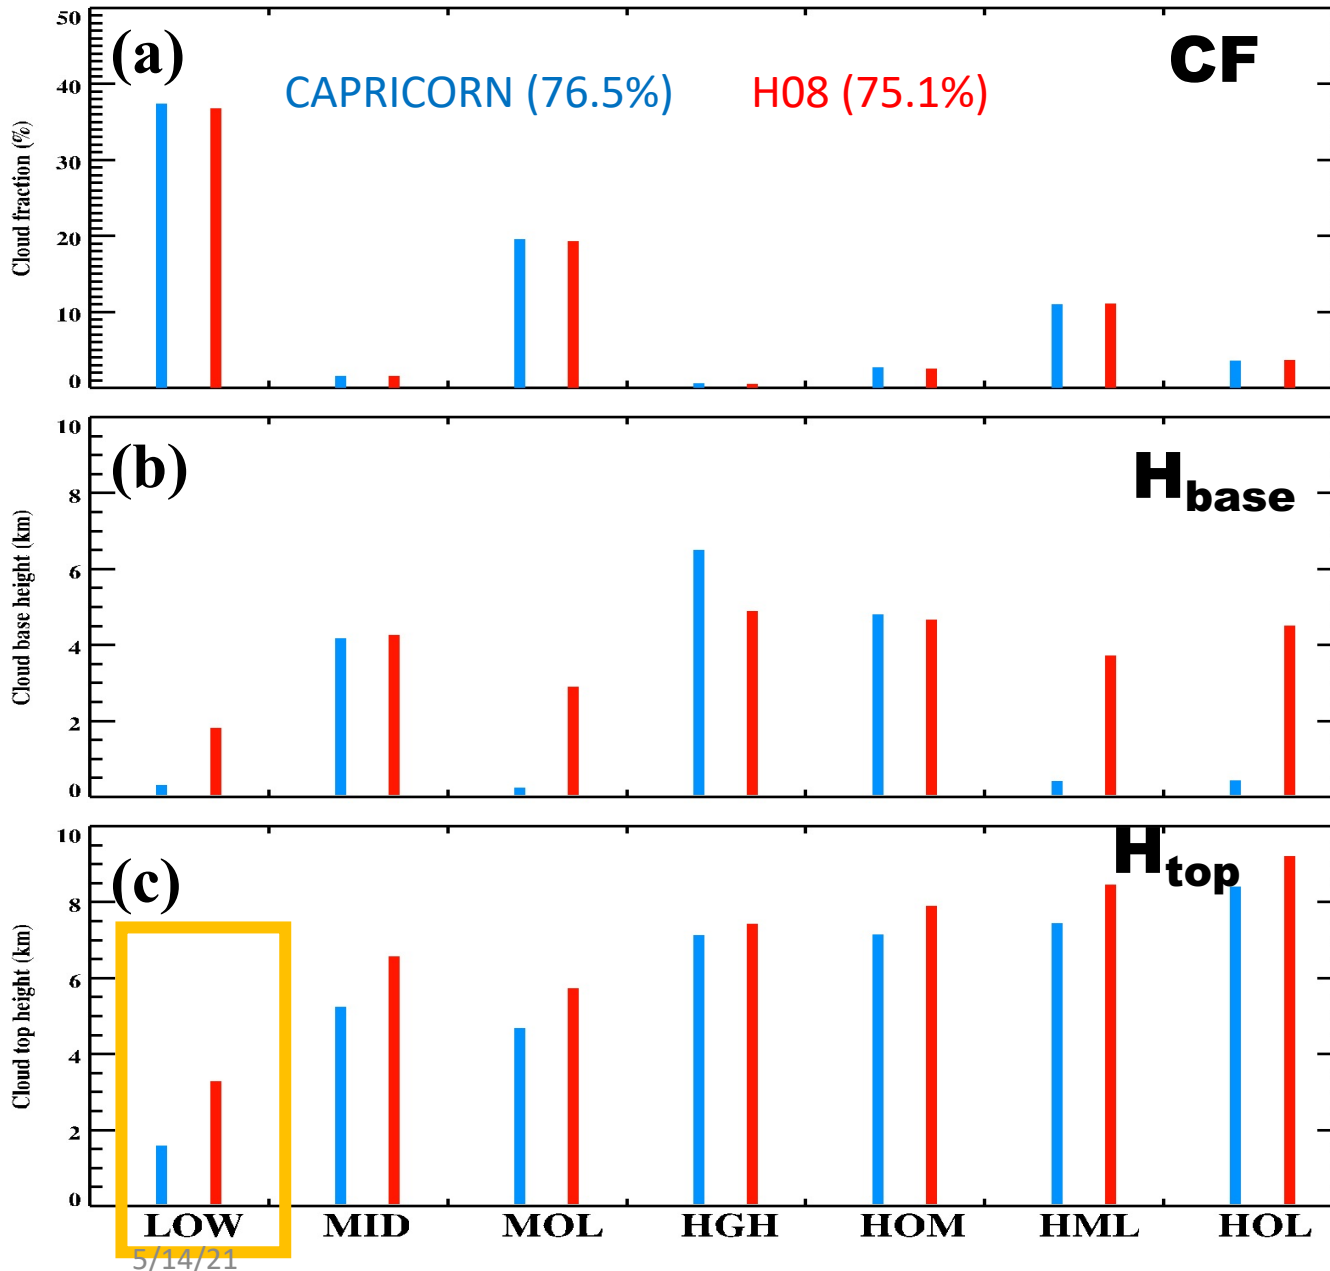 (a)
CF
CAPRICORN (76.5%) H08 (75.1%)
Cloud fraction (%)
50
40
30
20
10
0
(b)
Hbase
Cloud base height (km)
10
8
6
4
2
0
(c)
Htop
Cloud top height (km)
10
8
6
4
2
0
LOW MID MOL HGH HOM HML HOL
5/14/21